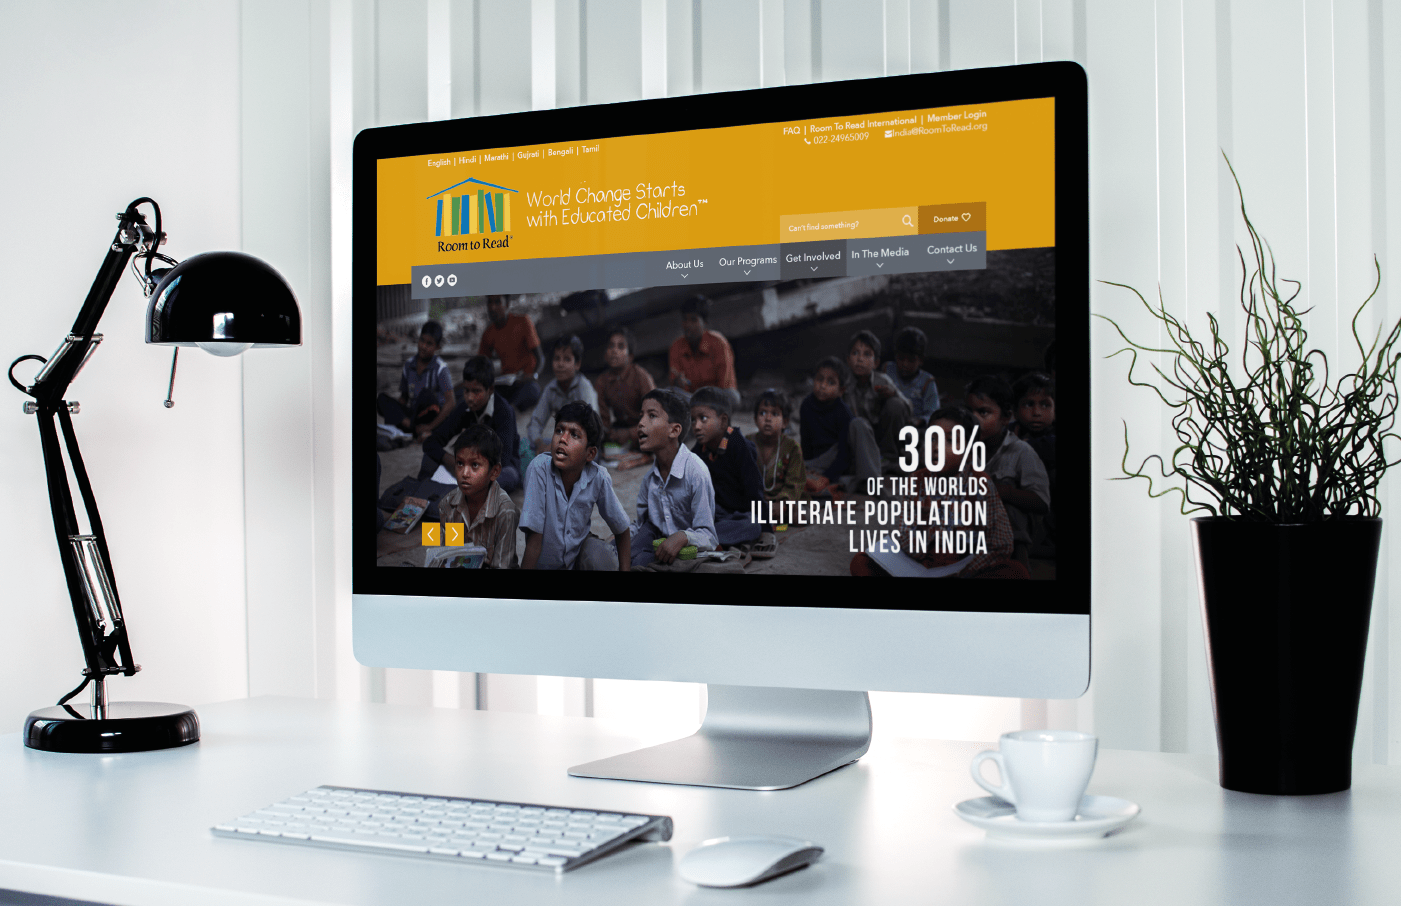 FAQ | Room To Read International | Member Login
022-24965009 India@RoomToRead.org
English | Hindi | Marathi | Gujrati | Bengali | Tamil
World Change Starts
with Educated Children™
Room to Read®
Can't find something?
Donate
About Us
Our Programs
Get Involved
In The Media
Contact Us
30%
OF THE WORLDS
ILLITERATE POPULATION
LIVES IN INDIA